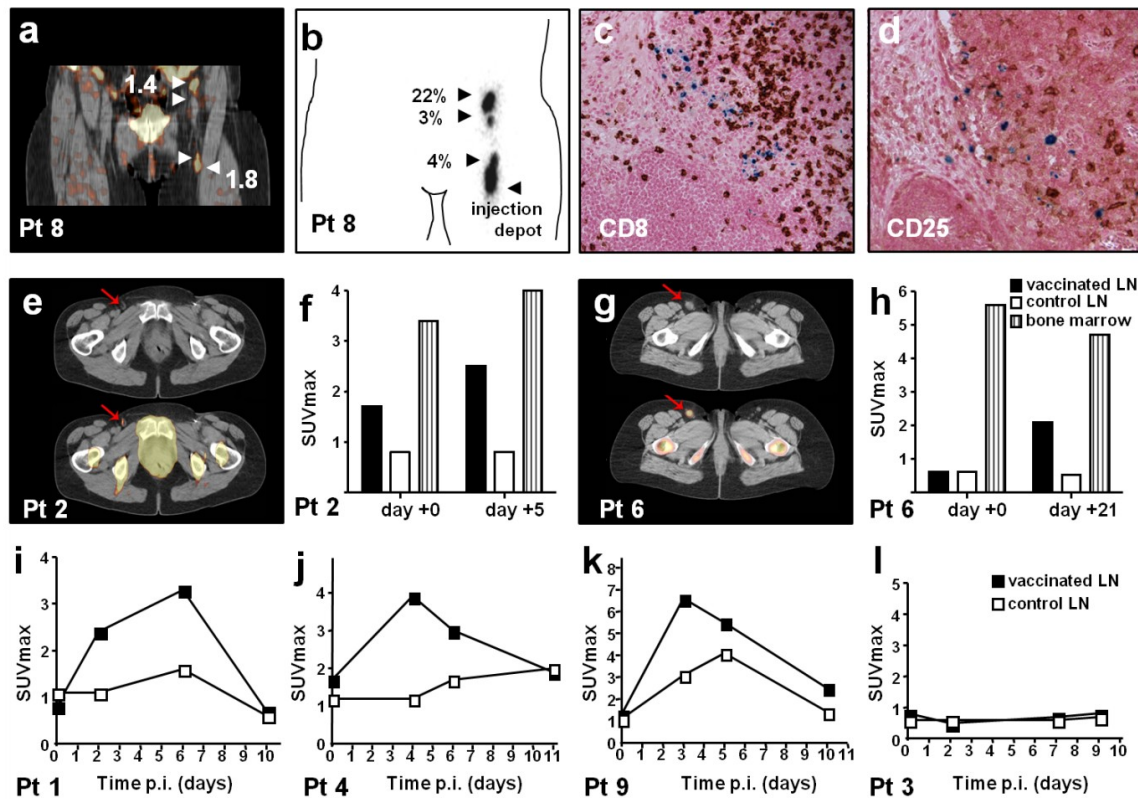 a
1.4
1.8
Pt 8
b
22%
3%
4%
injection
depot
Pt 8
c
CD8
d
CD25
e
Pt 2
f
4
3
2
1
SUVmax
day +0
day +5
Pt 2
g
Pt 6
h
vaccinated LN
control LN
bone marrow
6
5
4
3
2
1
SUVmax
day +0
day +21
Pt 6
i
4
3
2
1
0
SUVmax
0 1 2 3 4 5 6 7 8 9 10
Time p.i. (days)
Pt 1
j
4
3
2
1
0
SUVmax
0 1 2 3 4 5 6 7 8 9 10 11
Time p.i. (days)
Pt 4
k
8
7
6
5
4
3
2
1
0
SUVmax
0 1 2 3 4 5 6 7 8 9 10 11
Time p.i. (days)
Pt 9
l
vaccinated LN
control LN
5
4
3
2
1
0
SUVmax
0 1 2 3 4 5 6 7 8 9 10
Time p.i. (days)
Pt 3